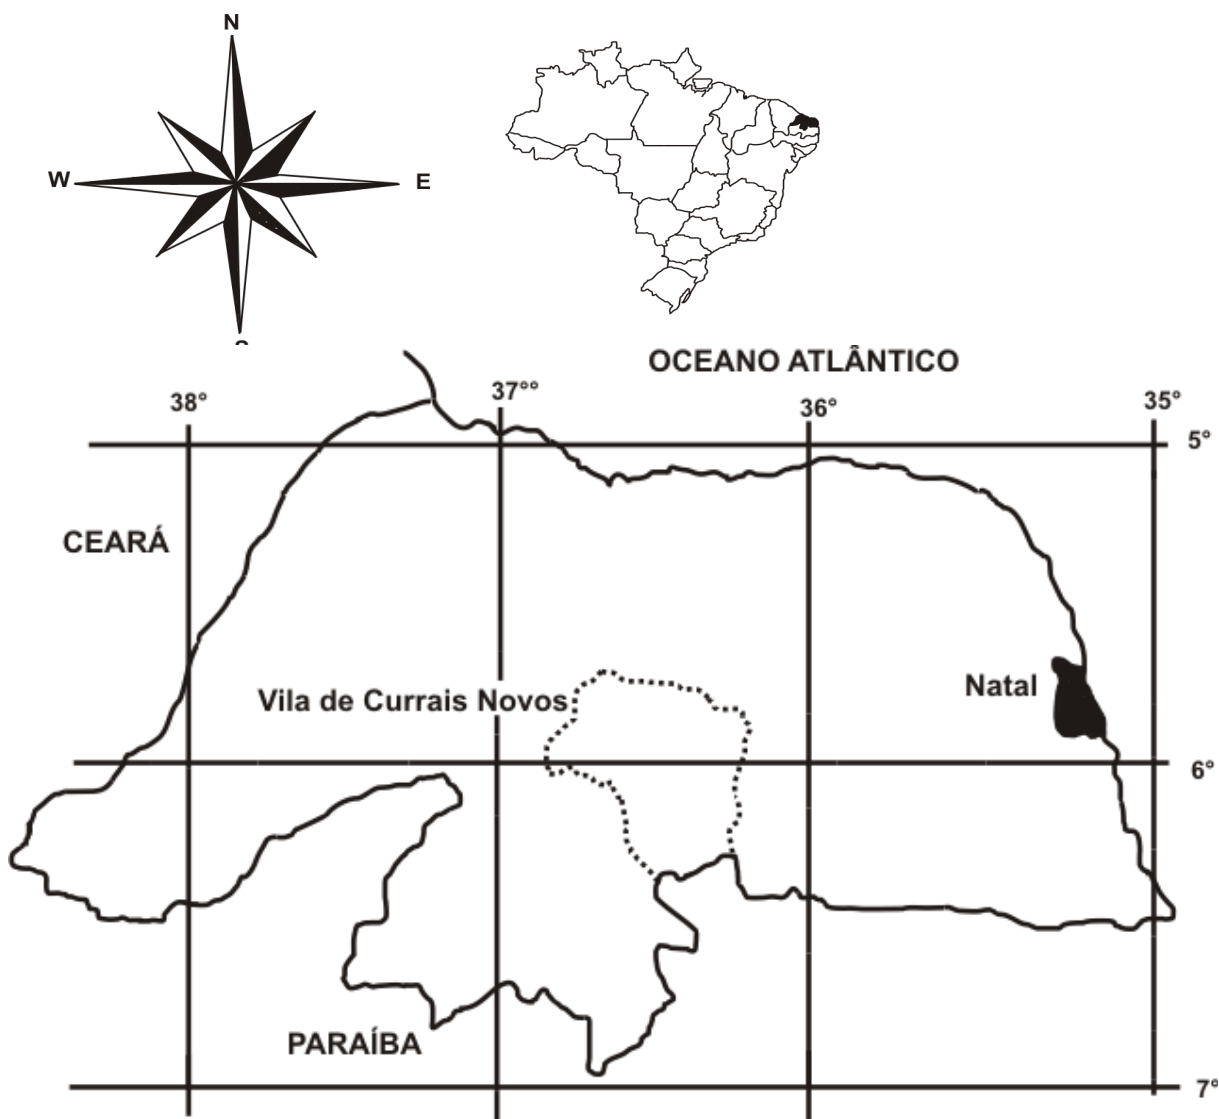 N
W
E
S
OCEANO ATLÂNTICO
38°
37°°
36°
35°
5°
CEARÁ
Vila de Currais Novos
Natal
6°
PARAÍBA
7°